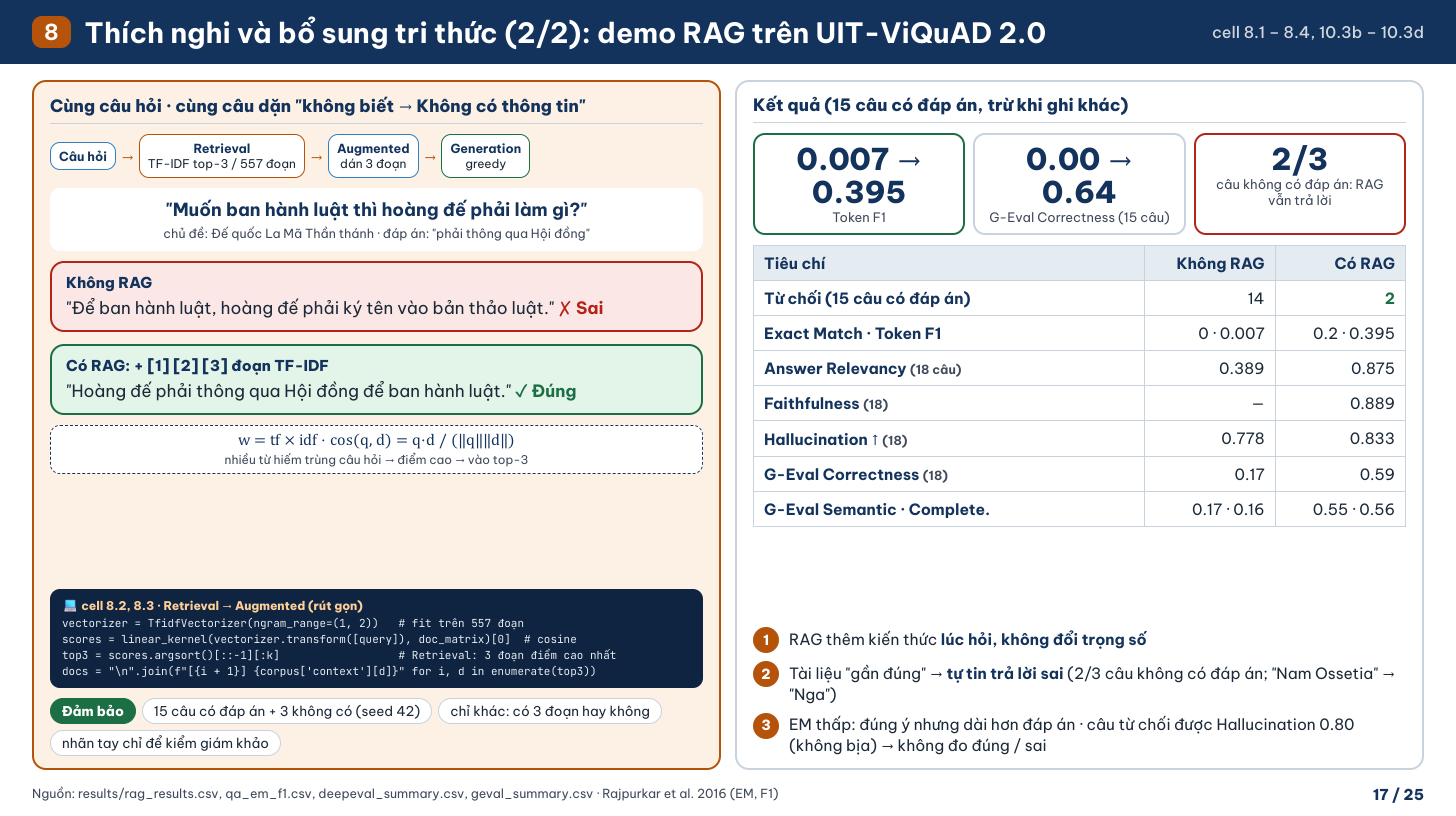 8 Thích nghi và bổ sung tri thức (2/2): demo RAG trên UIT-ViQuAD 2.0
cell 8.1 – 8.4, 10.3b – 10.3d
Cùng câu hỏi · cùng câu dặn "không biết → Không có thông tin"
Câu hỏi → Retrieval → Augmented → Generation
TF-IDF top-3 / 557 đoạn
dán 3 đoạn
greedy
"Muốn ban hành luật thì hoàng đế phải làm gì?"
chủ đề: Đế quốc La Mã Thần thánh · đáp án: "phải thông qua Hội đồng"
Không RAG
"Để ban hành luật, hoàng đế phải ký tên vào bản thảo luật." ✗ Sai
Có RAG: + [1] [2] [3] đoạn TF-IDF
"Hoàng đế phải thông qua Hội đồng để ban hành luật." ✓ Đúng
w = tf × idf · cos(q, d) = q·d / (‖q‖‖d‖)
nhiều từ hiếm trùng câu hỏi → điểm cao → vào top-3
💻 cell 8.2, 8.3 · Retrieval → Augmented (rút gọn)
vectorizer = TfidfVectorizer(ngram_range=(1, 2))   # fit trên 557 đoạn
scores = linear_kernel(vectorizer.transform([query]), doc_matrix)[0]  # cosine
top3 = scores.argsort()[::-1][:k]                  # Retrieval: 3 đoạn điểm cao nhất
docs = "\n".join(f"[{i + 1}] {corpus['context'][d]}" for i, d in enumerate(top3))
Đảm bảo 15 câu có đáp án + 3 không có (seed 42) chỉ khác: có 3 đoạn hay không
nhãn tay chỉ để kiểm giám khảo
Kết quả (15 câu có đáp án, trừ khi ghi khác)
0.007 →
0.395
Token F1
0.00 →
0.64
G-Eval Correctness (15 câu)
2/3
câu không có đáp án: RAG
vẫn trả lời
Tiêu chí Không RAG Có RAG
Từ chối (15 câu có đáp án) 14 2
Exact Match · Token F1 0 · 0.007 0.2 · 0.395
Answer Relevancy (18 câu) 0.389 0.875
Faithfulness (18) — 0.889
Hallucination ↑ (18) 0.778 0.833
G-Eval Correctness (18) 0.17 0.59
G-Eval Semantic · Complete. 0.17 · 0.16 0.55 · 0.56
1 RAG thêm kiến thức lúc hỏi, không đổi trọng số
2 Tài liệu "gần đúng" → tự tin trả lời sai (2/3 câu không có đáp án; "Nam Ossetia" →
"Nga")
3 EM thấp: đúng ý nhưng dài hơn đáp án · câu từ chối được Hallucination 0.80
(không bịa) → không đo đúng / sai
Nguồn: results/rag_results.csv, qa_em_f1.csv, deepeval_summary.csv, geval_summary.csv · Rajpurkar et al. 2016 (EM, F1)
17 / 25